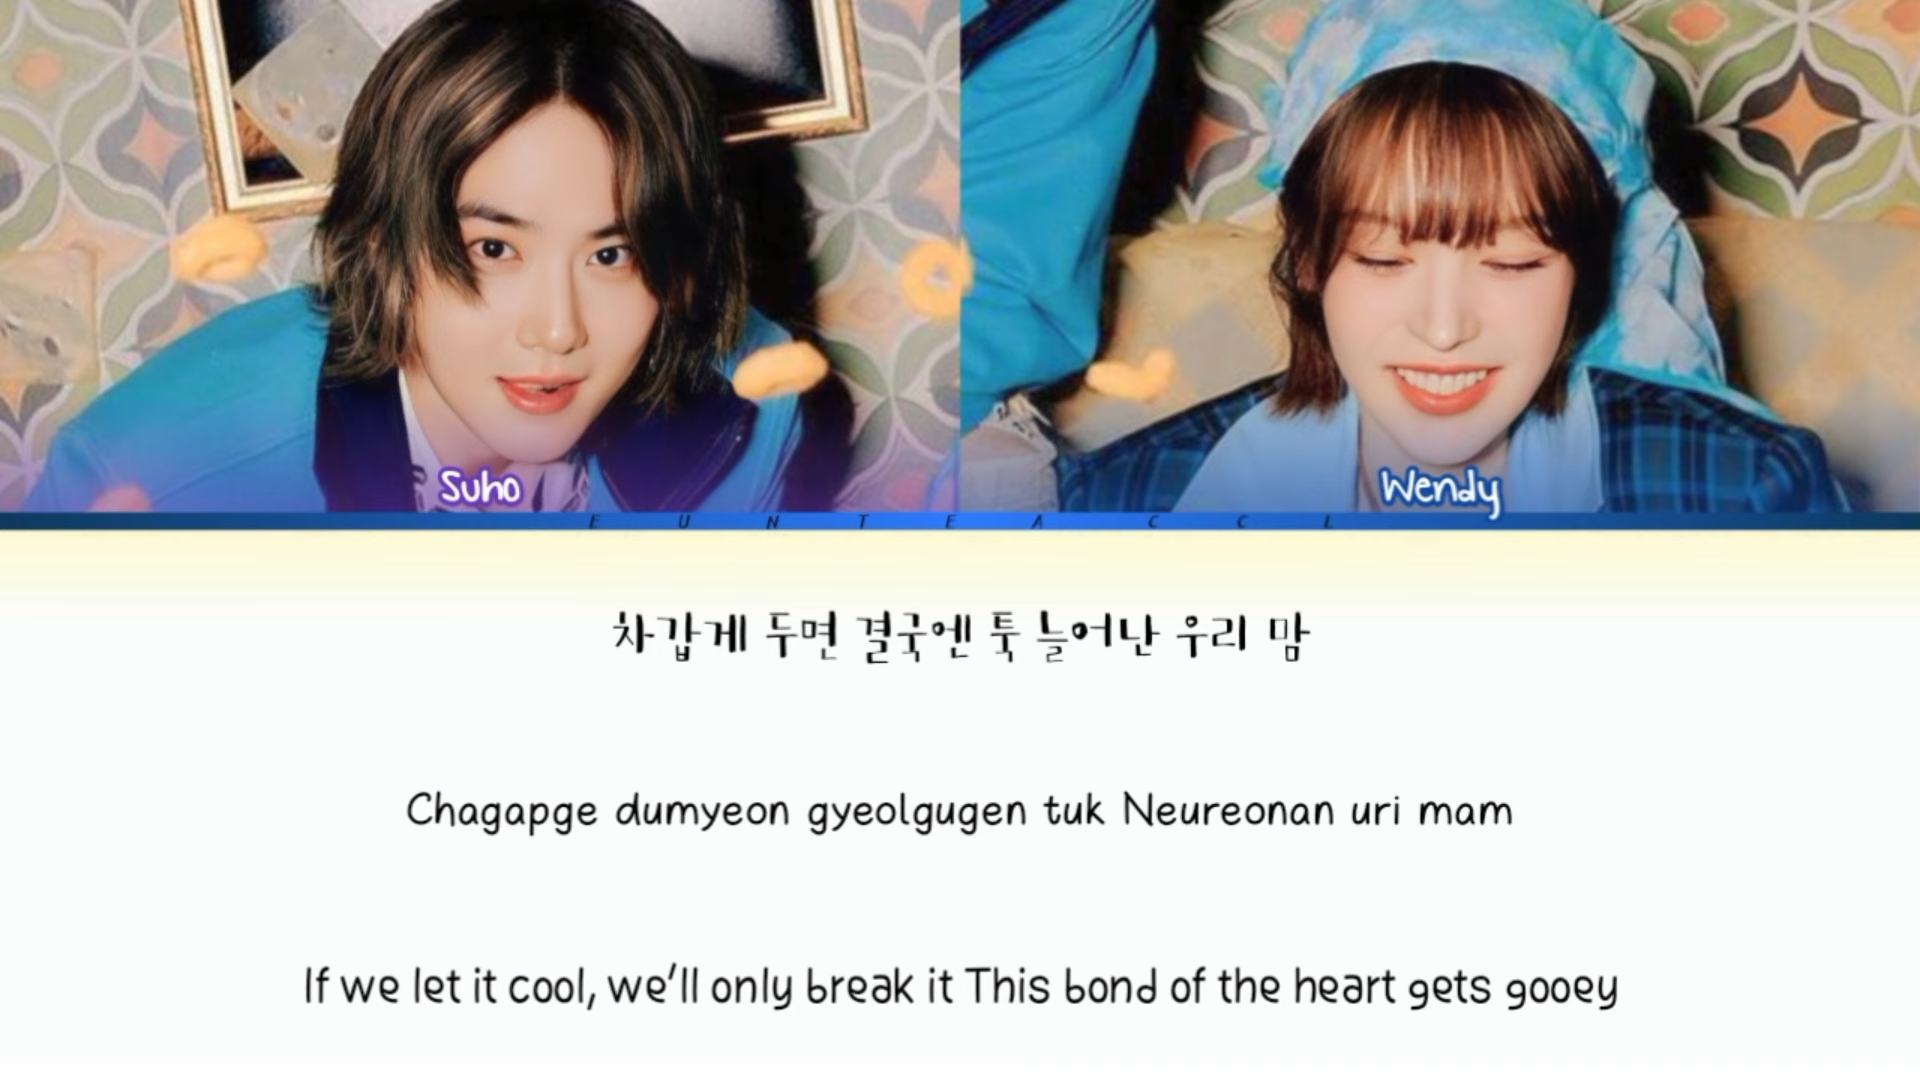 Suho
Wendy
EUNTEACCL
차갑게 두면 결국엔 툭 늘어난 우리 맘
Chagapge dumyeon gyeolgugen tuk Neureonan uri mam
If we let it cool, we'll only break it This bond of the heart gets gooey